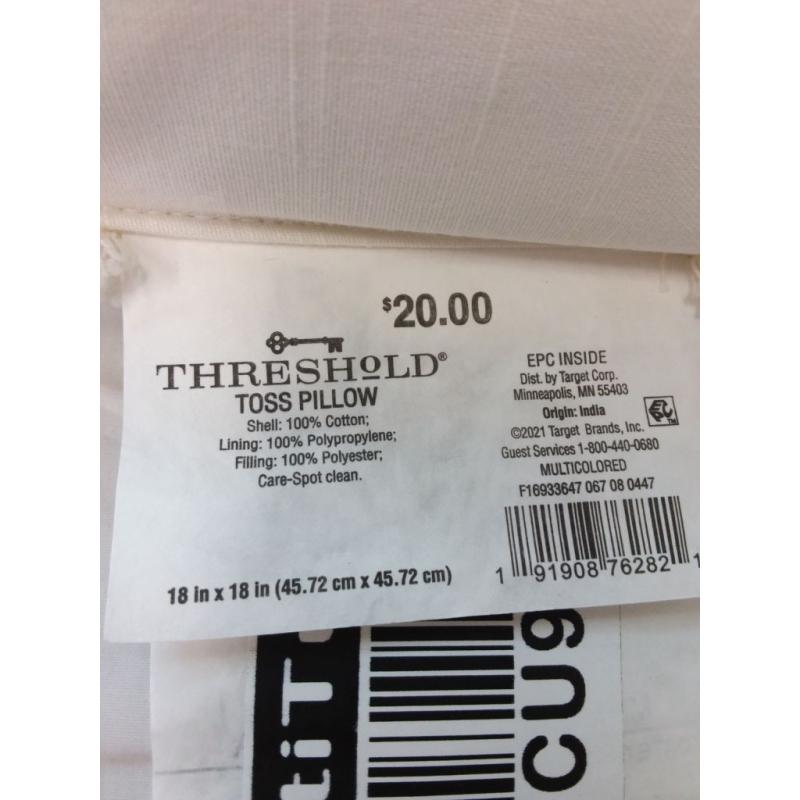 $20.00
THRESHOLD®
TOSS PILLOW
Shell: 100% Cotton;
Lining: 100% Polypropylene;
Filling: 100% Polyester;
Care-Spot clean.
18 in x 18 in (45.72 cm x 45.72 cm)
EPC INSIDE
Dist. by Target Corp.
Minneapolis, MN 55403
Origin: India
©2021 Target Brands, Inc.
Guest Services 1-800-440-0680
MULTICOLORED
F16933647 067 08 0447
1 91908 76282 1
tiT
CU9